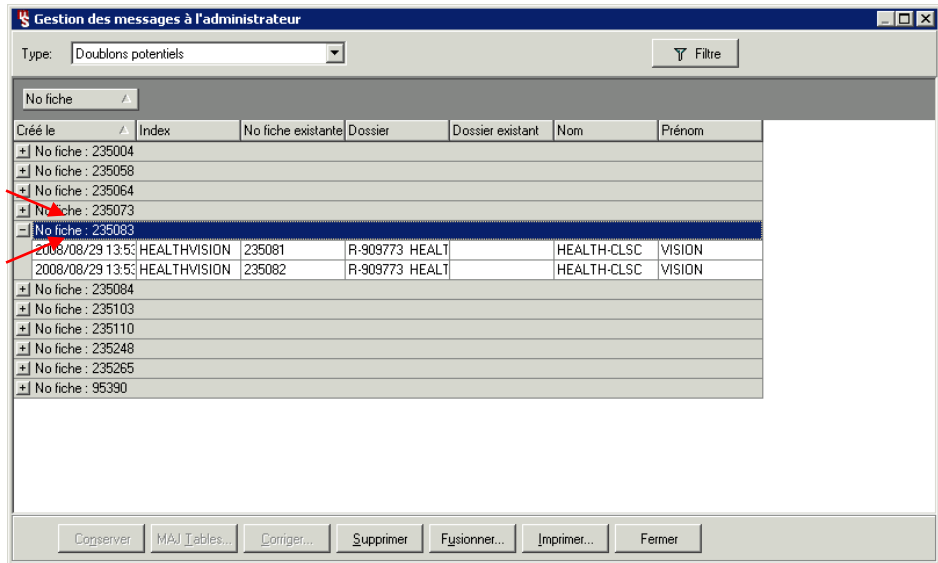 Gestion des messages à l'administrateur
Type: Doublons potentiels Filtre
No fiche
Créé le Index No fiche existante Dossier Dossier existant Nom Prénom
No fiche : 235004
No fiche : 235058
No fiche : 235064
No fiche : 235073
No fiche : 235083
2008/08/29 13:53 HEALTHVISION 235081 R-909773 HEALT HEALTH-CLSC VISION
2008/08/29 13:53 HEALTHVISION 235082 R-909773 HEALT HEALTH-CLSC VISION
No fiche : 235084
No fiche : 235103
No fiche : 235110
No fiche : 235248
No fiche : 235265
No fiche : 95390
Conserver MAJ Tables... Corriger... Supprimer Fusionner... Imprimer... Fermer